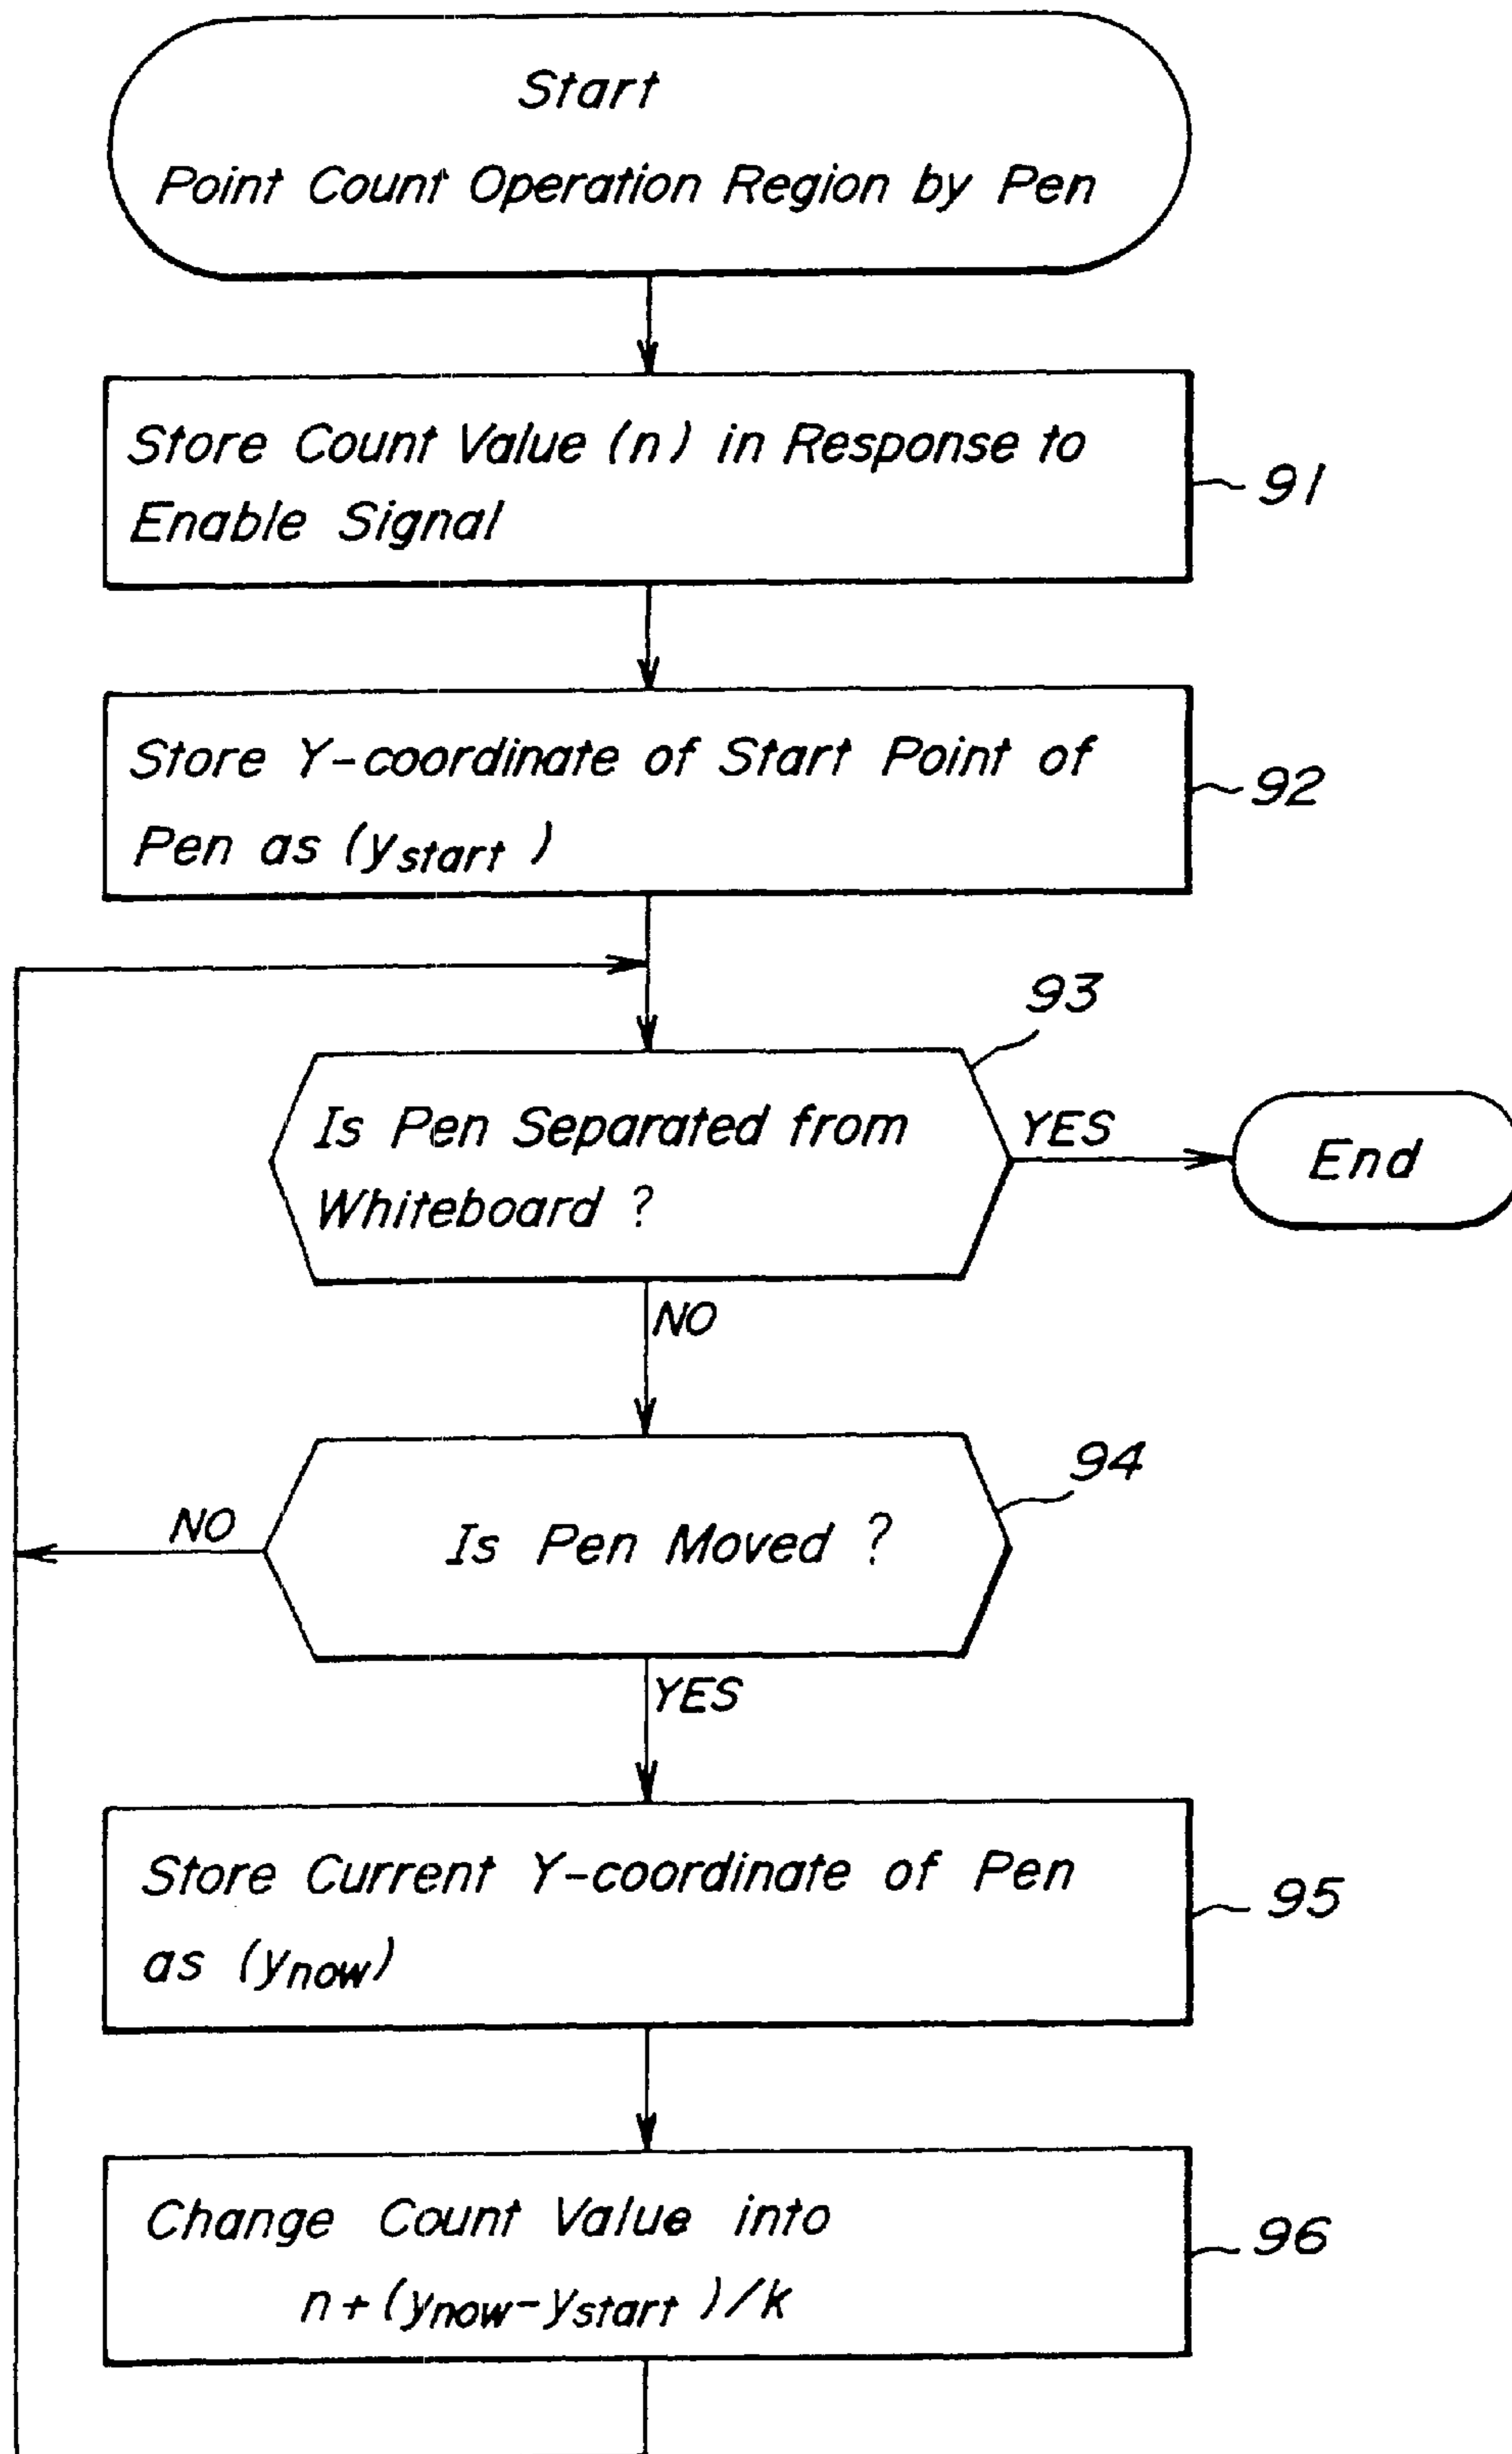 Start
Point Count Operation Region by Pen
Store Count Value (n) in Response to
Enable Signal
91
Store Y-coordinate of Start Point of
Pen as (ystart)
92
93
Is Pen Separated from
Whiteboard ?
YES
End
NO
94
Is Pen Moved ?
NO
YES
Store Current Y-coordinate of Pen
as (ynow)
95
Change Count Value into
n+(ynow-ystart)/k
96